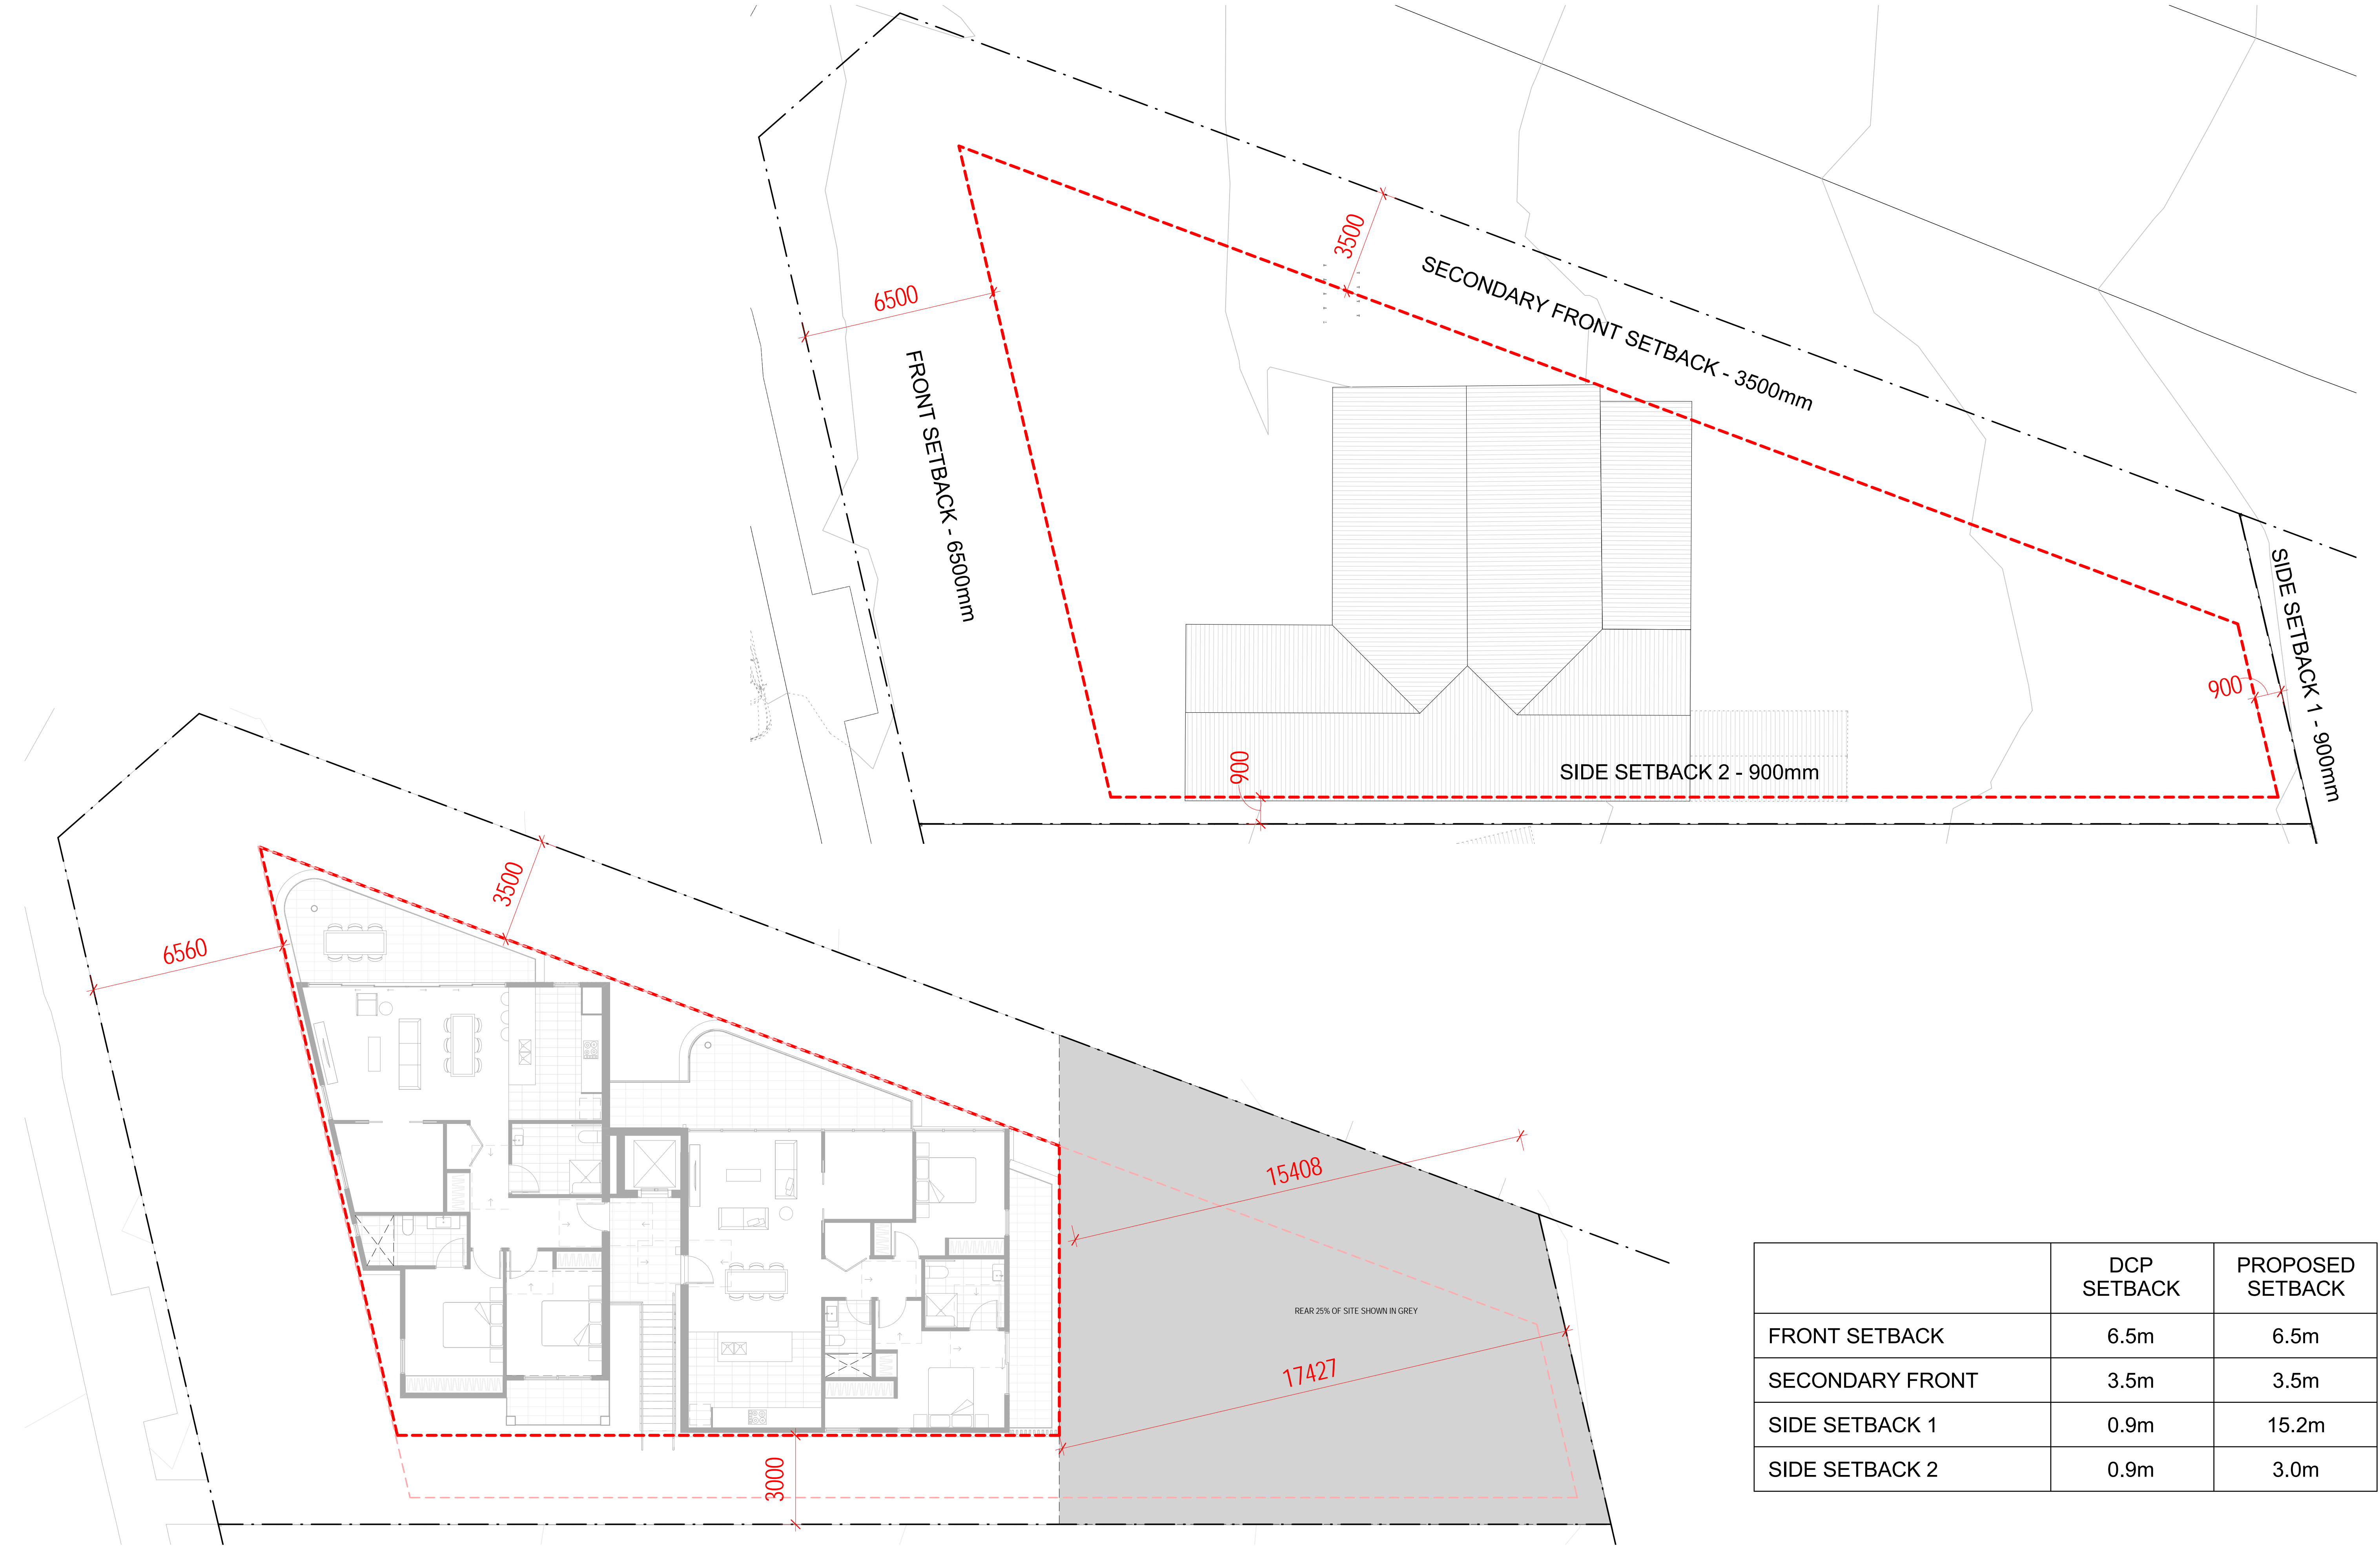 3500
6500
SECONDARY FRONT SETBACK - 3500mm
FRONT SETBACK - 6500mm
SIDE SETBACK 1 - 900mm
900
900
SIDE SETBACK 2 - 900mm
3500
6560
15408
REAR 25% OF SITE SHOWN IN GREY
17427
3000
DCP SETBACK
PROPOSED SETBACK
FRONT SETBACK 6.5m 6.5m
SECONDARY FRONT 3.5m 3.5m
SIDE SETBACK 1 0.9m 15.2m
SIDE SETBACK 2 0.9m 3.0m